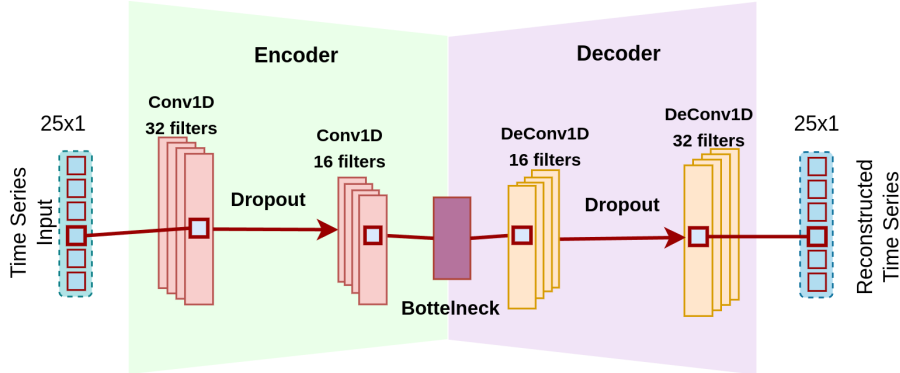 Encoder
Decoder
Conv1D
32 filters
Conv1D
16 filters
DeConv1D
16 filters
DeConv1D
32 filters
25x1
25x1
Time Series
Input
Dropout
Dropout
Bottelneck
Reconstructed
Time Series